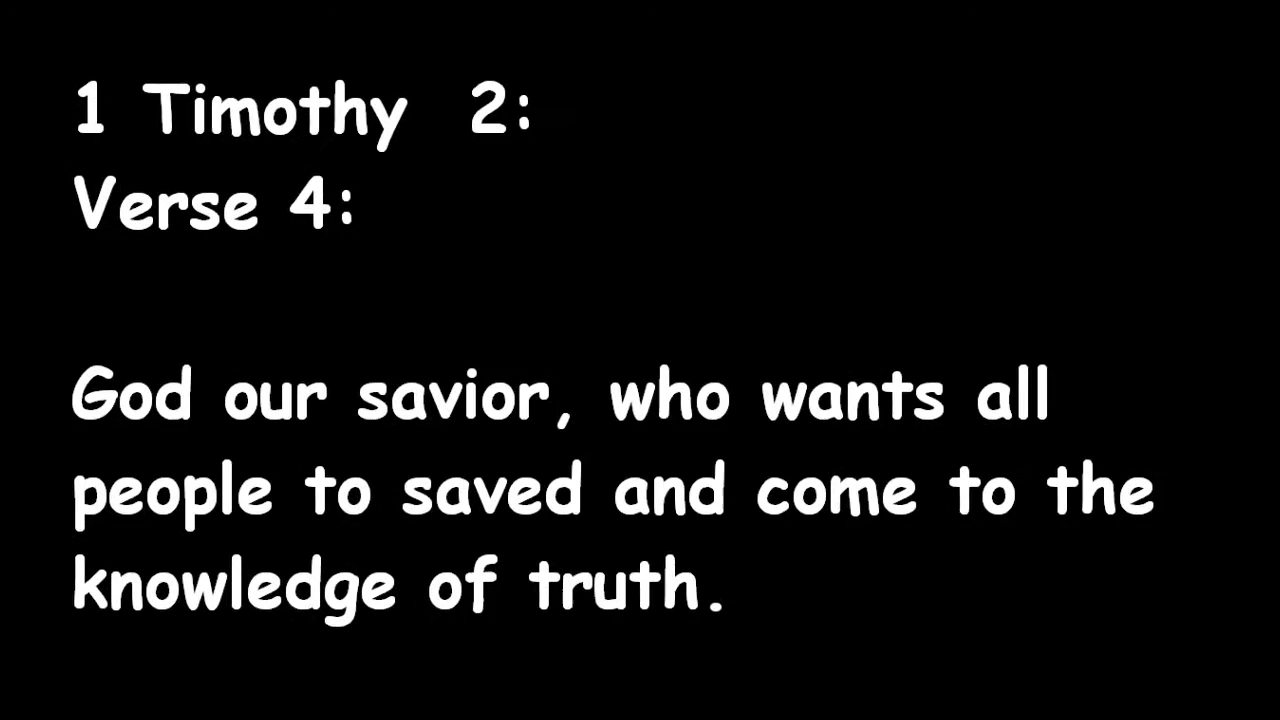 1 Timothy 2:
Verse 4:
God our savior, who wants all
people to saved and come to the
knowledge of truth.